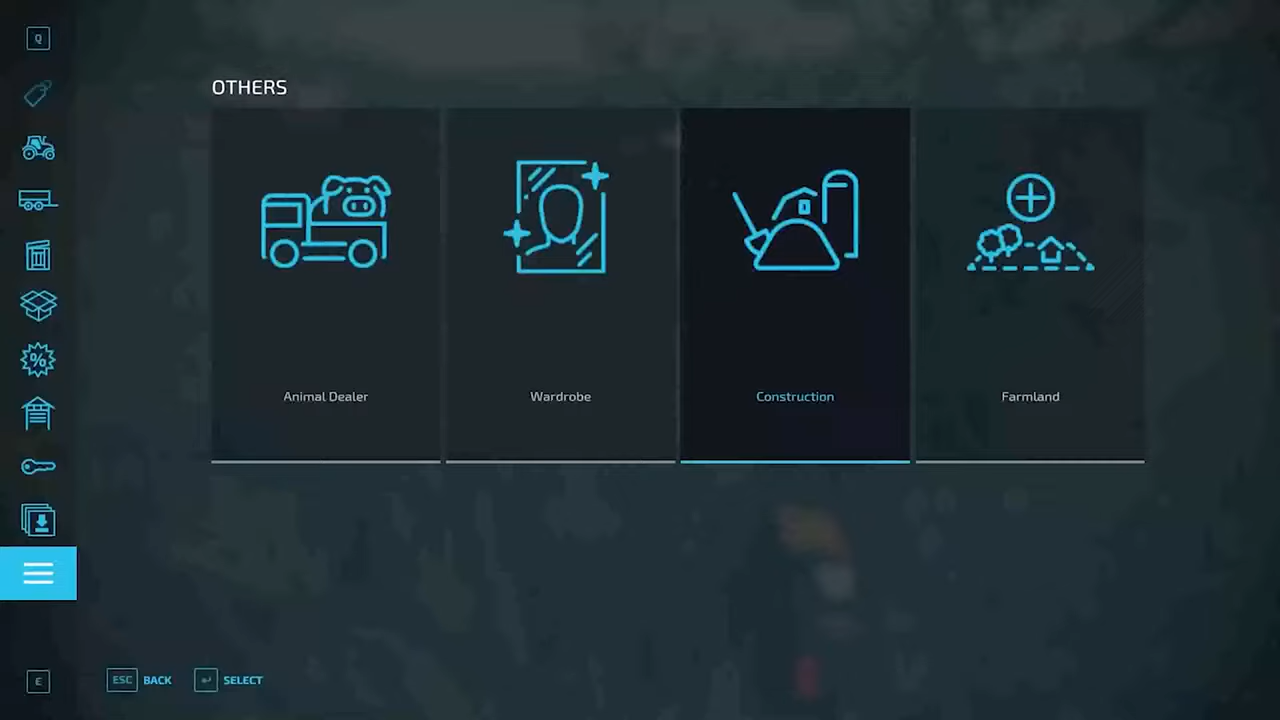 Q
OTHERS
%
Animal Dealer
Wardrobe
Construction
Farmland
E
ESC BACK
SELECT